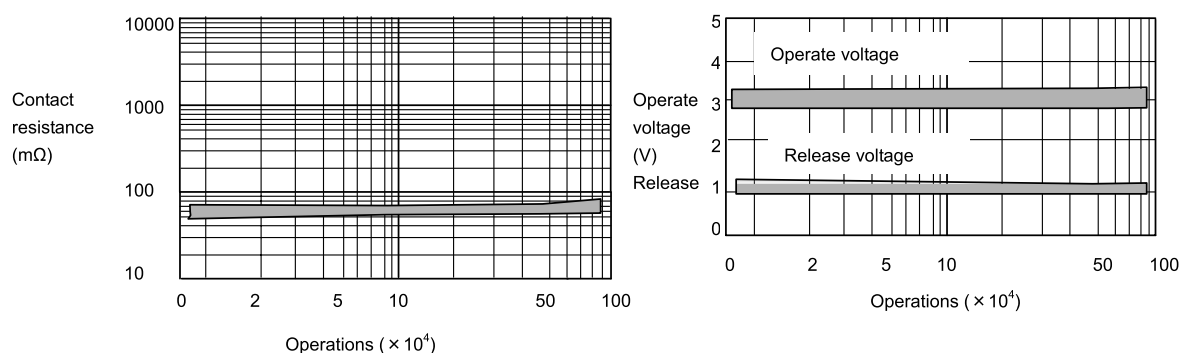 10000
1000
100
10
Contact
resistance
(mΩ)
0 2 5 10 50 100
Operations (×10⁴)
5
4
3
2
1
0
Operate
voltage
(V)
Release
Operate voltage
Release voltage
0 2 5 10 50 100
Operations (×10⁴)